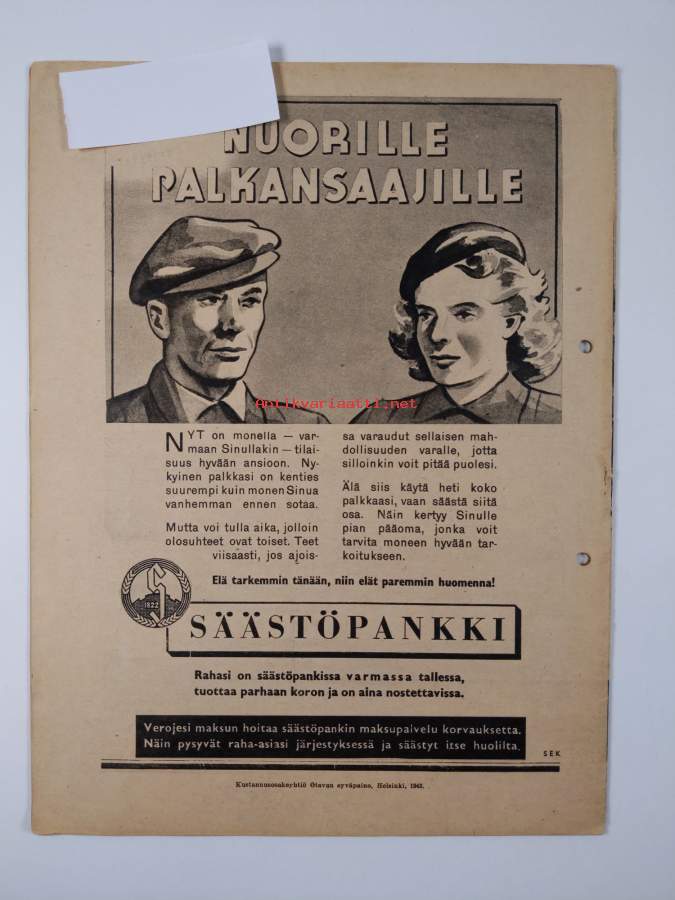 NUORILLE
PALKANSAAJILLE
Antikvariaatti.net
NYT on monella — var-
maan Sinullakin — tilai-
suus hyvään ansioon. Ny-
kyinen palkkasi on kenties
suurempi kuin monen Sinua
vanhemman ennen sotaa.
Mutta voi tulla aika, jolloin
olosuhteet ovat toiset. Teet
viisaasti, jos ajois-
sa varaudut sellaisen mah-
dollisuuden varalle, jotta
silloinkin voit pitää puolesi.
Älä siis käytä heti koko
palkkaasi, vaan säästä siitä
osa. Näin kertyy Sinulle
pian pääoma, jonka voit
tarvita moneen hyvään tar-
koitukseen.
Elä tarkemmin tänään, niin elät paremmin huomenna!
S
1822
SÄÄSTÖPANKKI
Rahasi on säästöpankissa varmassa tallessa,
tuottaa parhaan koron ja on aina nostettavissa.
Verojesi maksun hoitaa säästöpankin maksupalvelu korvauksetta.
Näin pysyvät raha-asiasi järjestyksessä ja säästyt itse huolilta.
SEK
Kustannusosakeyhtiö Otavan syväpaino, Helsinki, 1942.